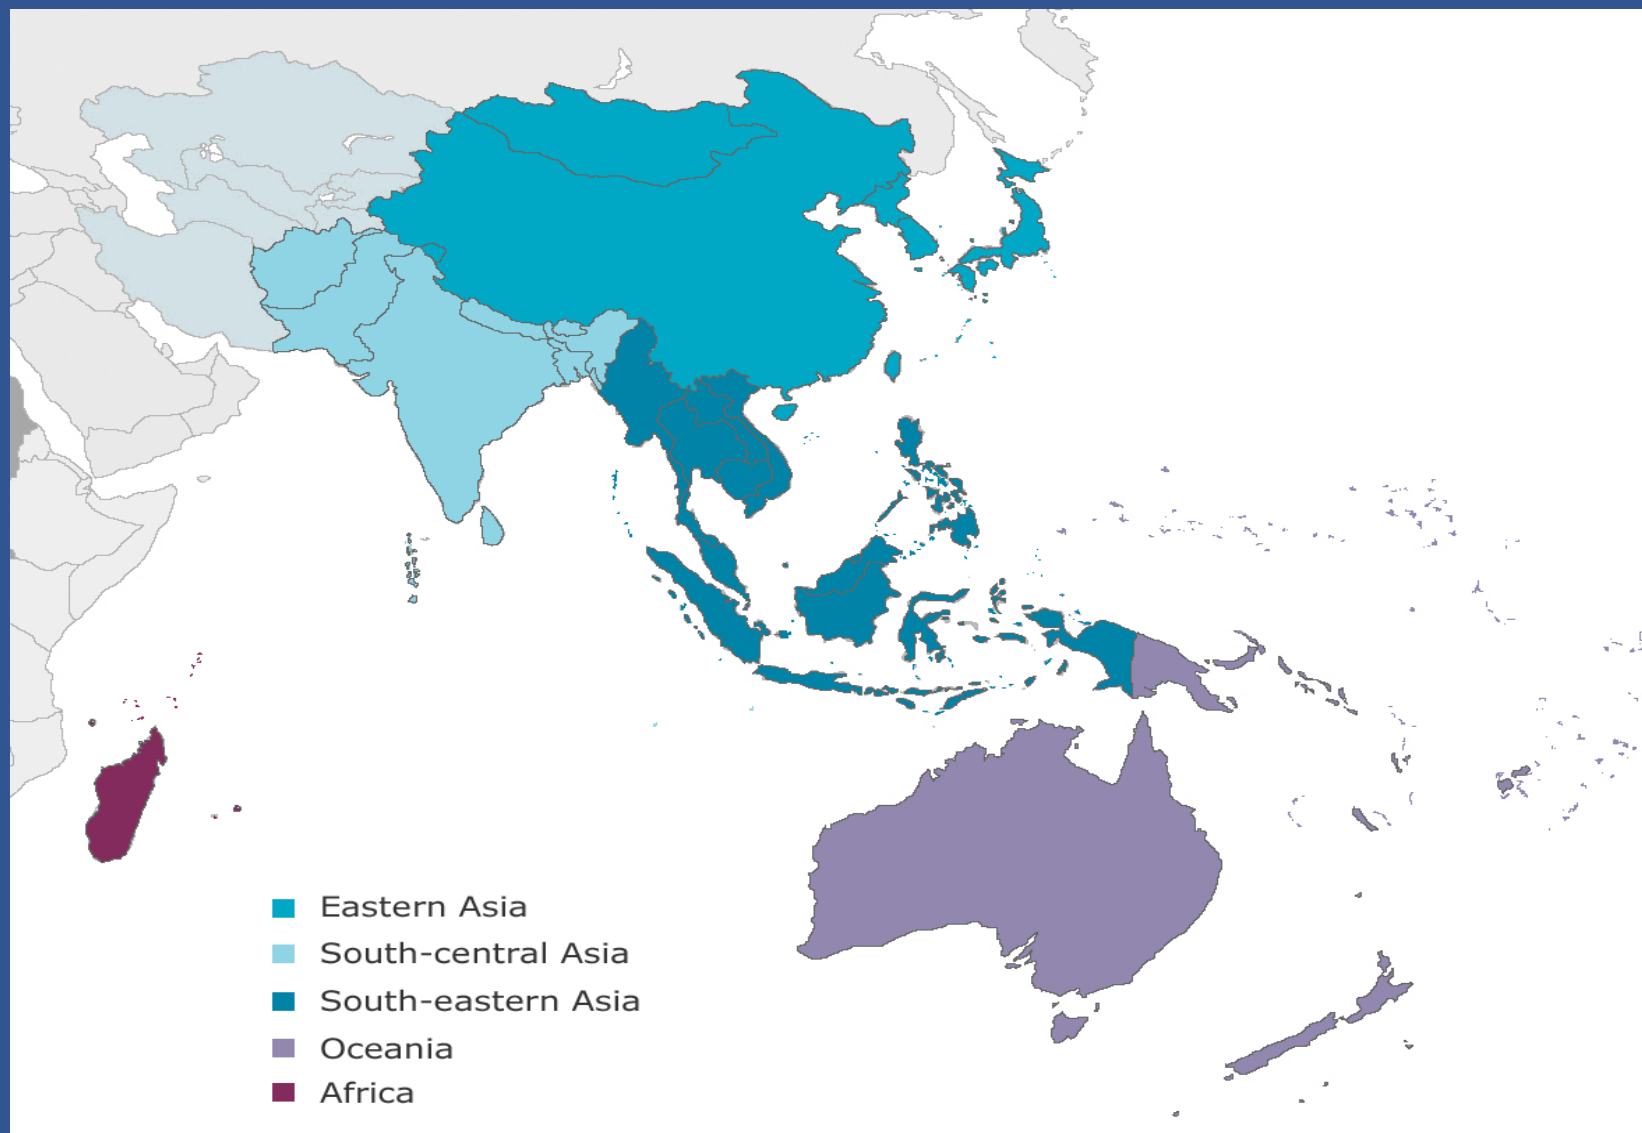 Eastern Asia
South-central Asia
South-eastern Asia
Oceania
Africa